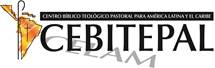 CENTRO BÍBLICO TEOLÓGICO PASTORAL PARA AMÉRICA LATINA Y EL CARIBE
CEBITEPAL
CELAM